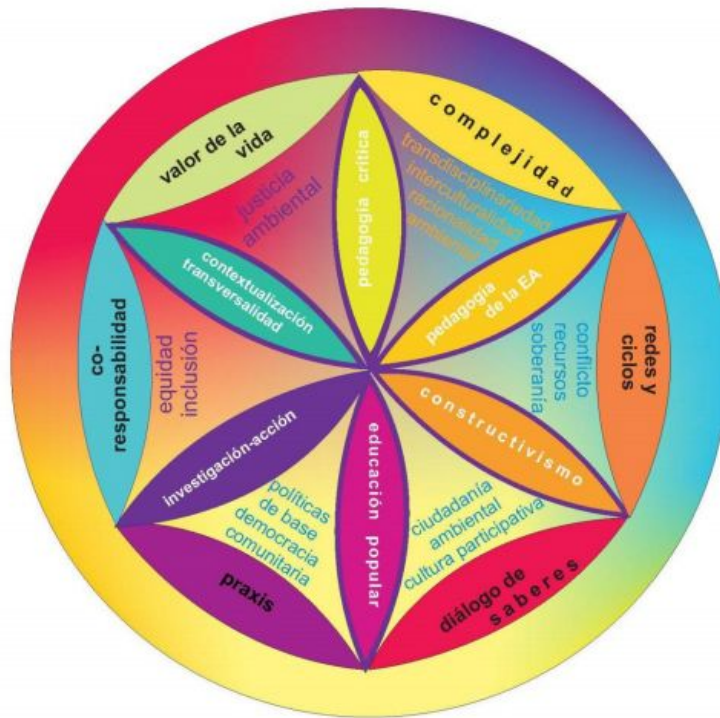 valor de la
vida
complejidad
redes y
ciclos
diálogo de
saberes
praxis
co-
responsabilidad
justicia
ambiental
transdisciplinariedad
interculturalidad
racionalidad
ambiental
conflicto
recursos
soberanía
ciudadanía
ambiental
cultura participativa
políticas
de base
democracia
comunitaria
equidad
inclusión
pedagogía crítica
pedagogía
de la EA
constructivismo
educación popular
investigación-acción
contextualización
transversalidad